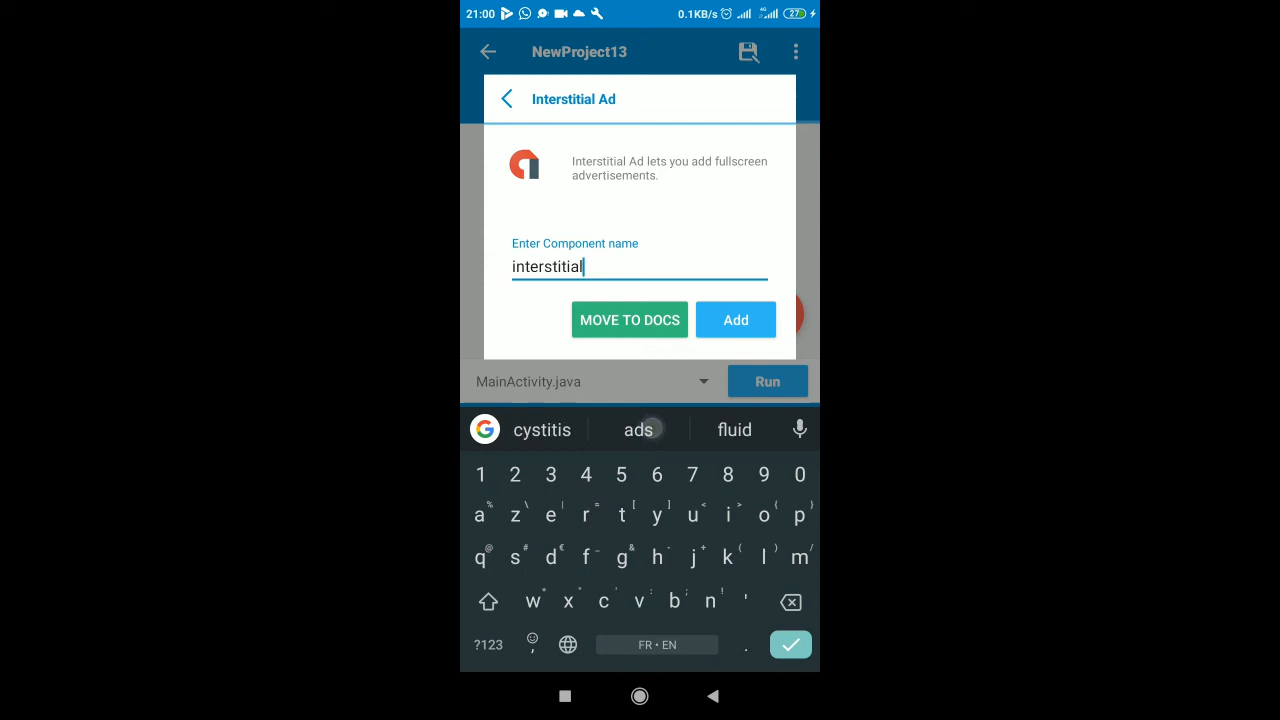 21:00 0.1KB/s 4G 4G 27
NewProject13
Interstitial Ad
Interstitial Ad lets you add fullscreen
advertisements.
Enter Component name
interstitial
MOVE TO DOCS Add
MainActivity.java Run
G cystitis ads fluid
1 2 3 4 5 6 7 8 9 0
a % z \ e | r = t [ y ] u < i > o { p }
q @ s # d € f _ g & h - j + k ( l ) m /
w * x " c ' v : b ; n ! '
?123 , FR • EN .